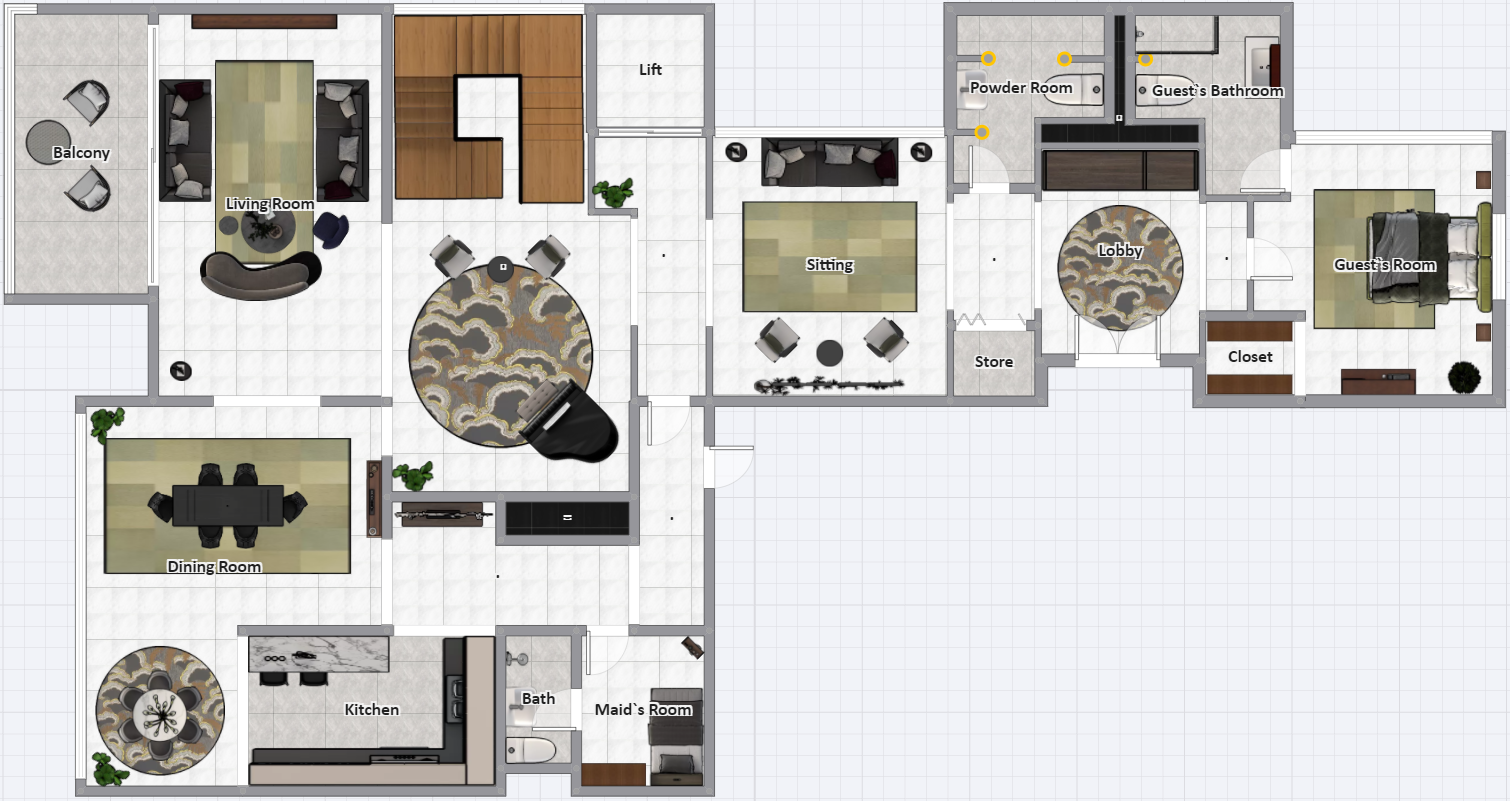 Lift
Powder Room
Guest`s Bathroom
Balcony
Living Room
Lobby
Sitting
Guest`s Room
Closet
Store
Dining Room
Bath
Kitchen
Maid`s Room